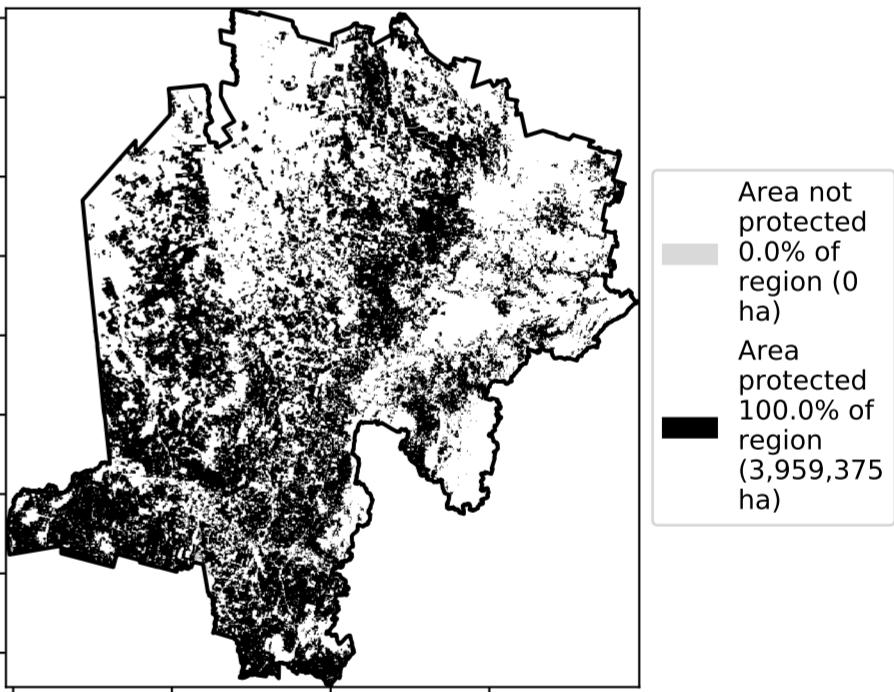 Area not
protected
0.0% of
region (0
ha)
Area
protected
100.0% of
region
(3,959,375
ha)